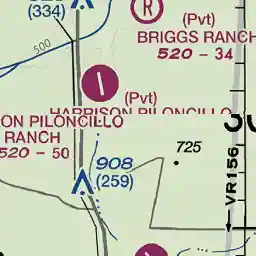 (334)
R
(Pvt)
BRIGGS RANCH
520 - 34
500
(Pvt)
HARRISON PILONCILLO
ON PILONCILLO
RANCH
520 - 50
908
(259)
725
VR156